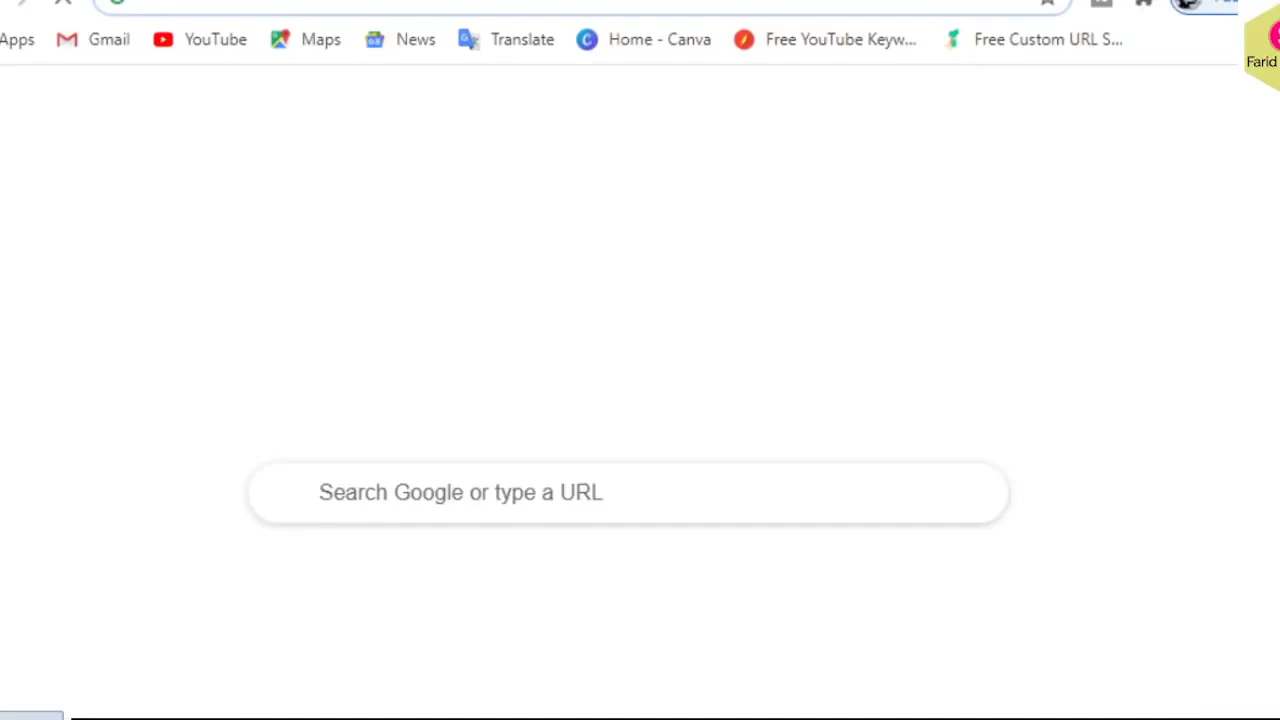 Apps Gmail YouTube Maps News Translate Home - Canva Free YouTube Keyw... Free Custom URL S...
Farid
Search Google or type a URL